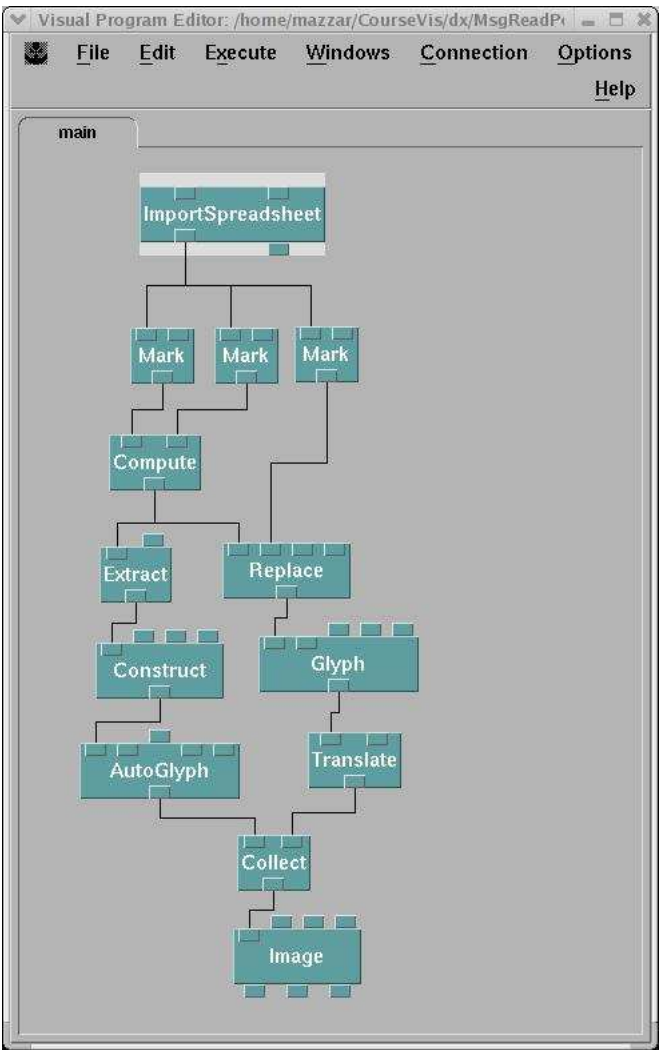 Visual Program Editor: /home/mazzar/CourseVis/dx/MsgReadP
File Edit Execute Windows Connection Options
Help
main
ImportSpreadsheet
Mark Mark Mark
Compute
Extract Replace
Construct Glyph
AutoGlyph Translate
Collect
Image